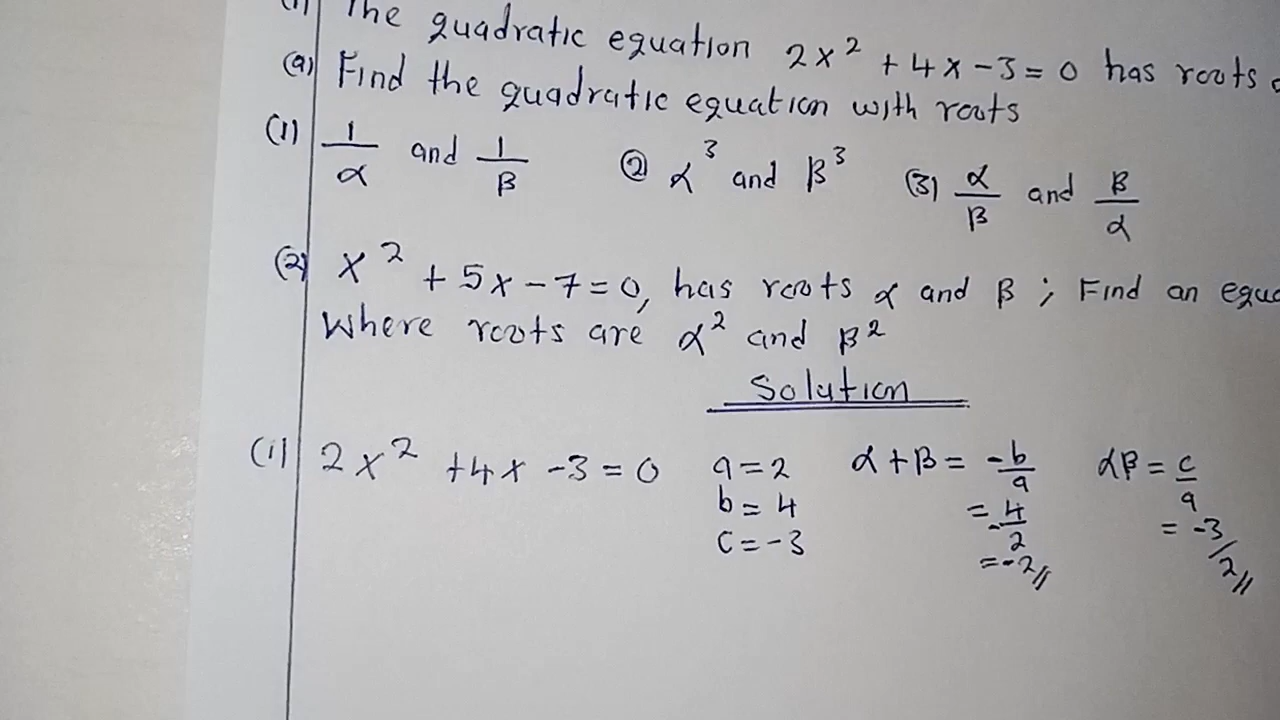 (1) The quadratic equation 2x² + 4x - 3 = 0 has roots
(a) Find the quadratic equation with roots
(1) 1/α and 1/β ② α³ and β³ (3) α/β and β/α
(2) x² + 5x - 7 = 0, has roots α and β ; Find an
Where roots are α² and β²
Solution
(1) 2x² + 4x - 3 = 0 a = 2 α + β = -b/a αβ = c/a
b = 4 = -4/2 = -3/2//
c = -3 = -2//